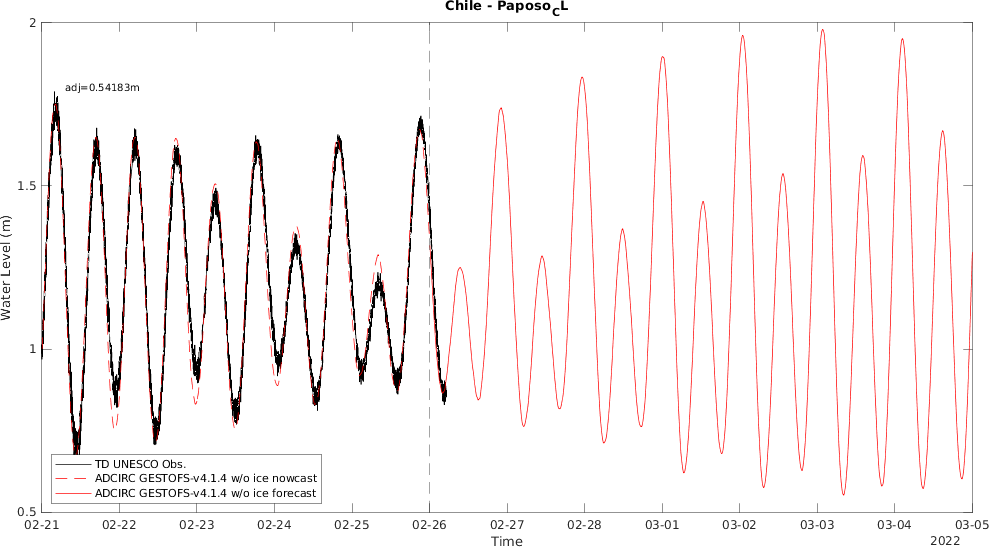 Chile - Paposo_CL
2
adj=0.54183m
1.5
Water Level (m)
1
TD UNESCO Obs.
ADCIRC GESTOFS-v4.1.4 w/o ice nowcast
ADCIRC GESTOFS-v4.1.4 w/o ice forecast
0.5
02-21 02-22 02-23 02-24 02-25 02-26 02-27 02-28 03-01 03-02 03-03 03-04 03-05
Time
2022